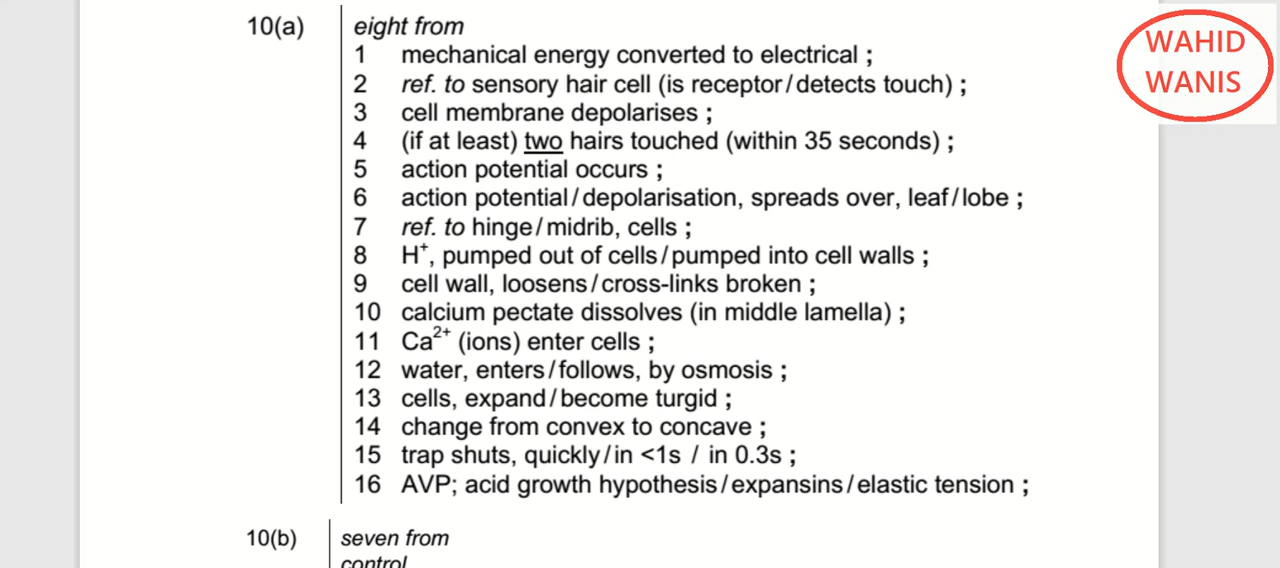 10(a) eight from
WAHID
WANIS
1 mechanical energy converted to electrical ;
2 ref. to sensory hair cell (is receptor/detects touch) ;
3 cell membrane depolarises ;
4 (if at least) two hairs touched (within 35 seconds) ;
5 action potential occurs ;
6 action potential/depolarisation, spreads over, leaf/lobe ;
7 ref. to hinge/midrib, cells ;
8 H⁺, pumped out of cells/pumped into cell walls ;
9 cell wall, loosens/cross-links broken ;
10 calcium pectate dissolves (in middle lamella) ;
11 Ca²⁺ (ions) enter cells ;
12 water, enters/follows, by osmosis ;
13 cells, expand/become turgid ;
14 change from convex to concave ;
15 trap shuts, quickly/in <1s / in 0.3s ;
16 AVP; acid growth hypothesis/expansins/elastic tension ;
10(b) seven from
control